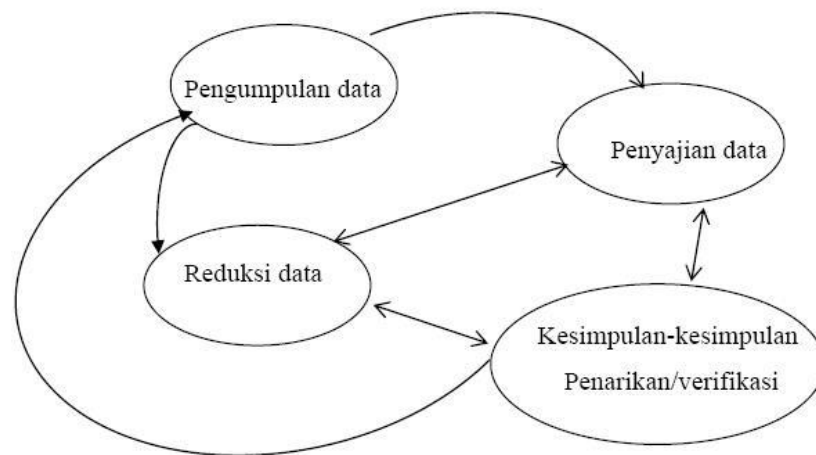 Pengumpulan data
Penyajian data
Reduksi data
Kesimpulan-kesimpulan
Penarikan/verifikasi